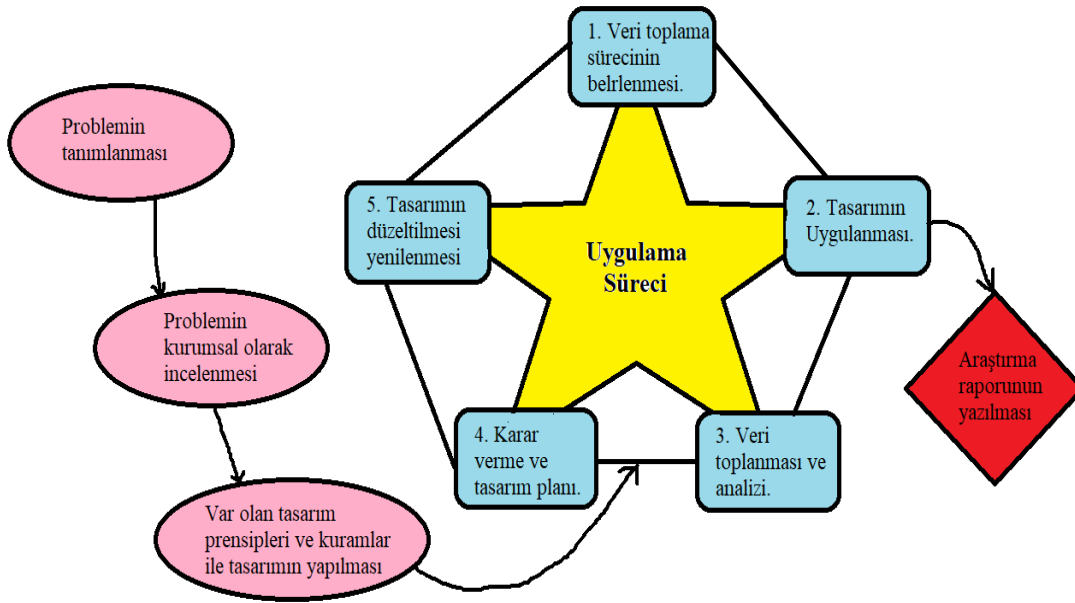 Problemin
tanımlanması
Problemin
kurumsal olarak
incelenmesi
Var olan tasarım
prensipleri ve kuramlar
ile tasarımın yapılması
1. Veri toplama
sürecinin
belrlenmesi.
2. Tasarımın
Uygulanması.
3. Veri
toplanması ve
analizi.
4. Karar
verme ve
tasarım planı.
5. Tasarımın
düzeltilmesi
yenilenmesi
Uygulama
Süreci
Araştırma
raporunun
yazılması